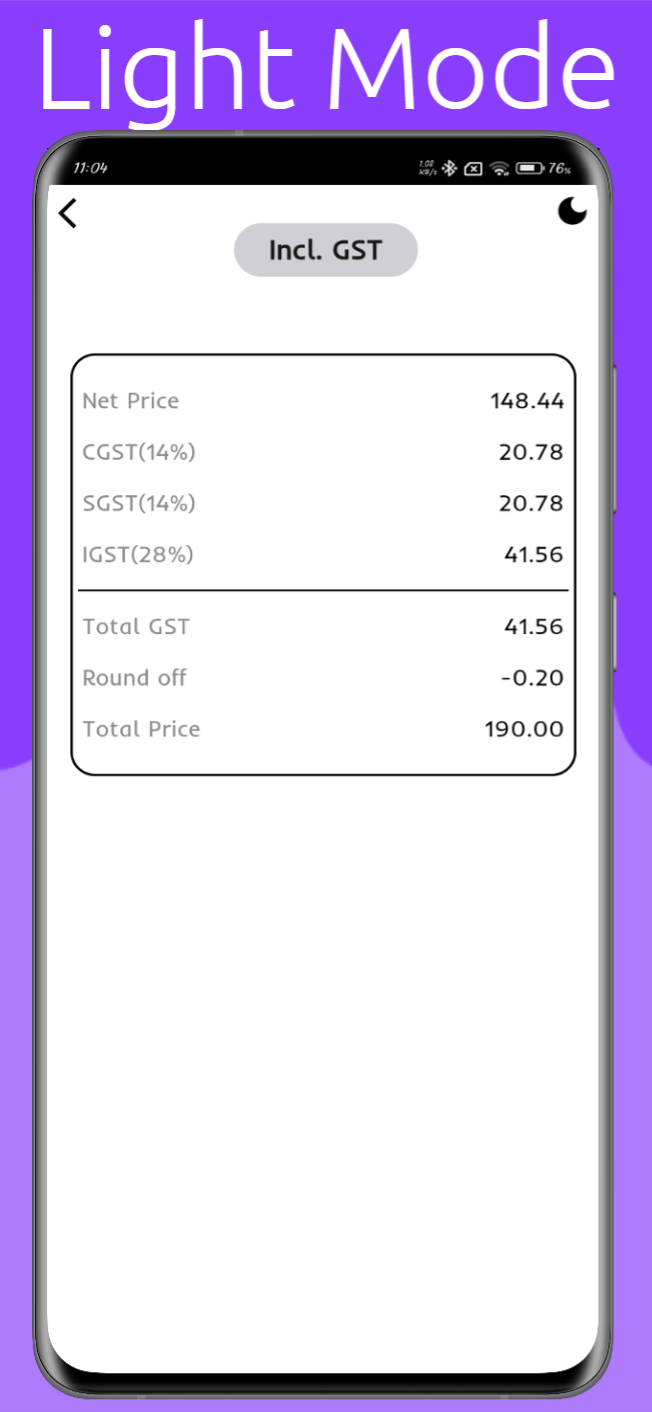 Light Mode
11:04 1.08 KB/s 76%
Incl. GST
Net Price 148.44
CGST(14%) 20.78
SGST(14%) 20.78
IGST(28%) 41.56
Total GST 41.56
Round off -0.20
Total Price 190.00